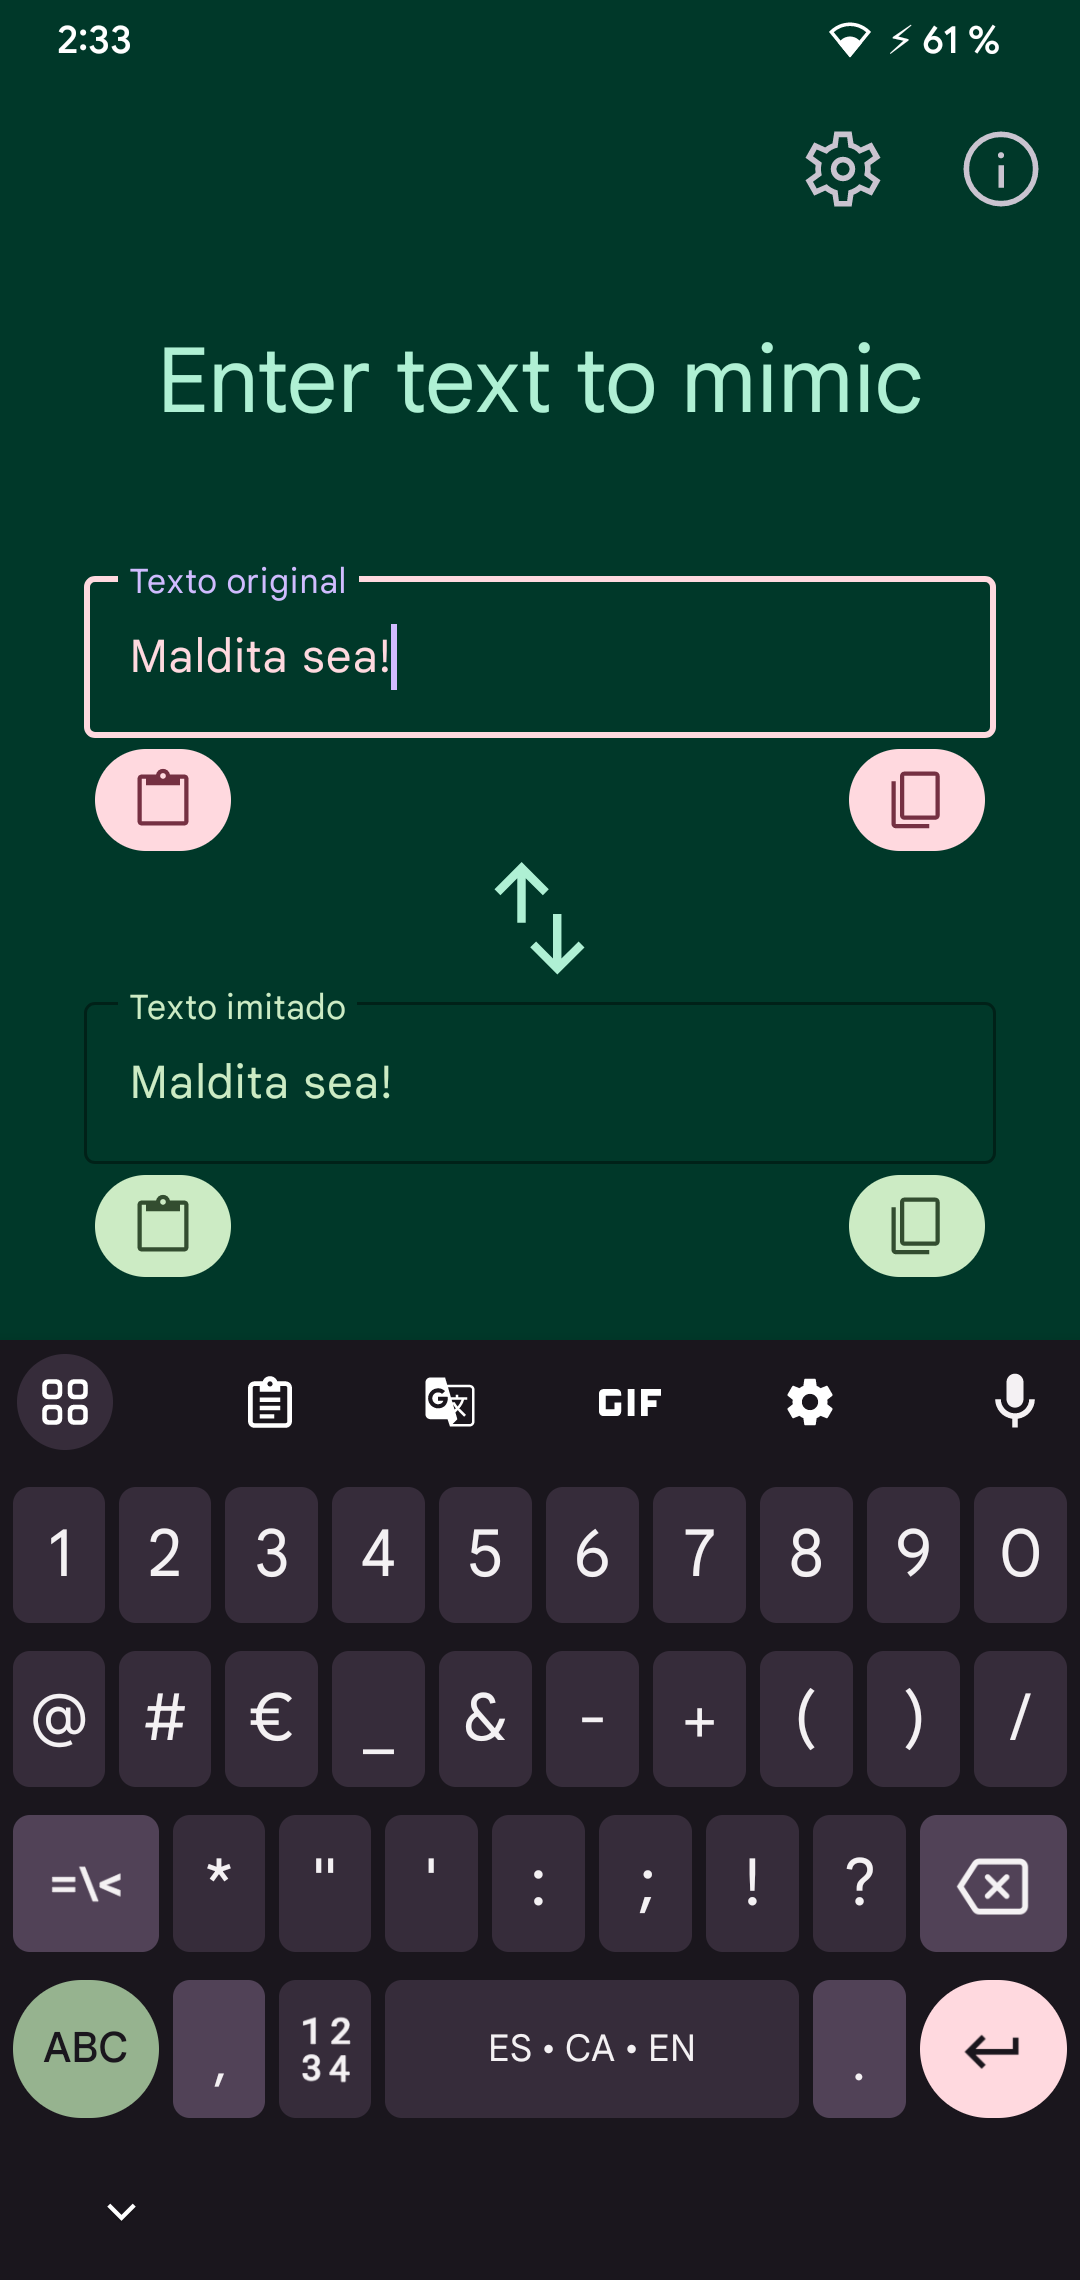 2:33
61 %
Enter text to mimic
Texto original
Maldita sea!
Texto imitado
Maldita sea!
GIF
1 2 3 4 5 6 7 8 9 0
@ # € _ & - + ( ) /
=\< * " ' : ; ! ?
ABC , 12 34 ES • CA • EN .